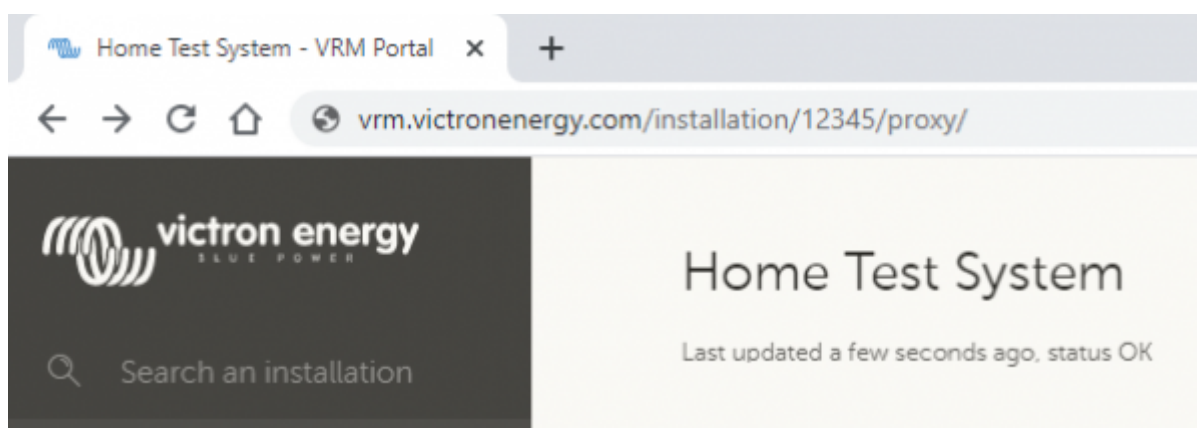 Home Test System - VRM Portal
vrm.victronenergy.com/installation/12345/proxy/
victron energy
BLUE POWER
Home Test System
Last updated a few seconds ago, status OK
Search an installation